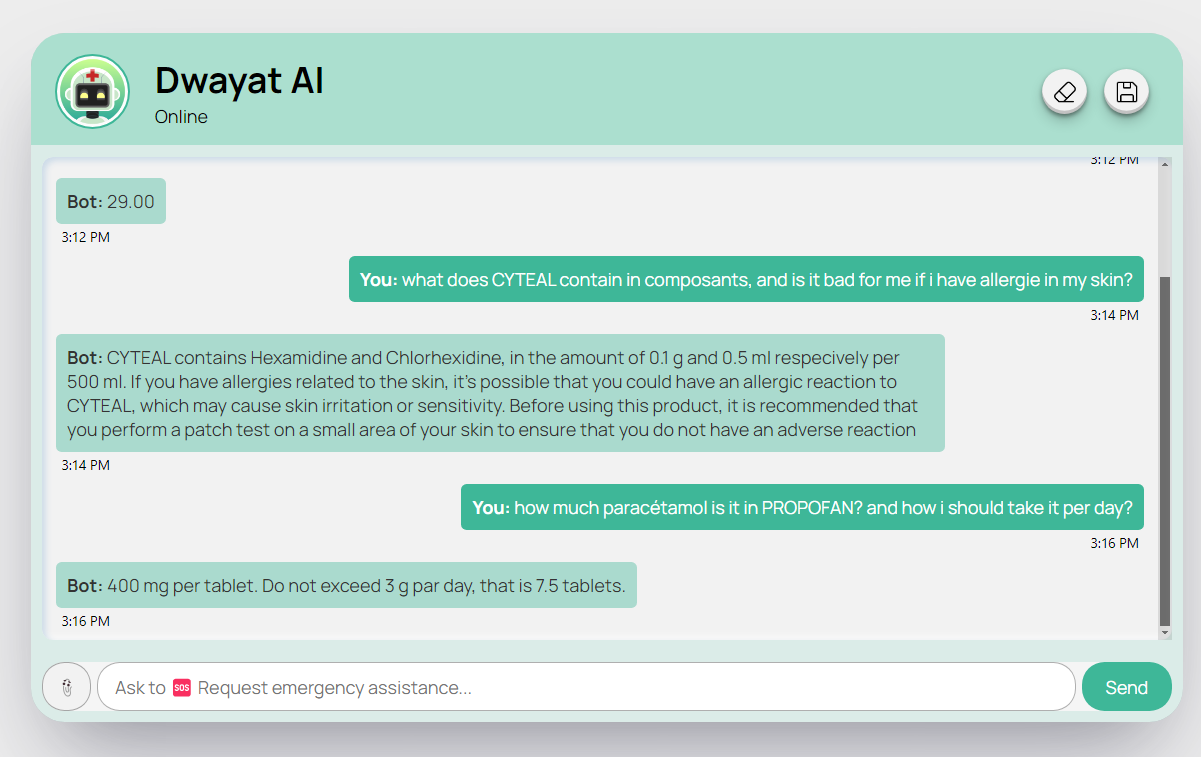 Dwayat AI
Online
3:12 PM
Bot: 29.00
3:12 PM
You: what does CYTEAL contain in composants, and is it bad for me if i have allergie in my skin?
3:14 PM
Bot: CYTEAL contains Hexamidine and Chlorhexidine, in the amount of 0.1 g and 0.5 ml respecively per
500 ml. If you have allergies related to the skin, it's possible that you could have an allergic reaction to
CYTEAL, which may cause skin irritation or sensitivity. Before using this product, it is recommended that
you perform a patch test on a small area of your skin to ensure that you do not have an adverse reaction
3:14 PM
You: how much paracétamol is it in PROPOFAN? and how i should take it per day?
3:16 PM
Bot: 400 mg per tablet. Do not exceed 3 g par day, that is 7.5 tablets.
3:16 PM
Ask to 🆘 Request emergency assistance...
Send